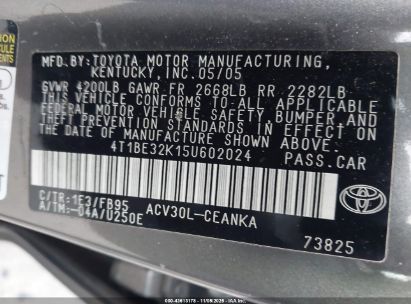 MFD. BY: TOYOTA MOTOR MANUFACTURING,
KENTUCKY, INC. 05/05
GVWR 4200LB GAWR FR 2668LB RR 2282LB
THIS VEHICLE CONFORMS TO ALL APPLICABLE
FEDERAL MOTOR VEHICLE SAFETY, BUMPER AND
THEFT PREVENTION STANDARDS IN EFFECT ON
THE DATE OF MANUFACTURE SHOWN ABOVE.
4T1BE32K15U602024 PASS.CAR
C/TR:1E3/FB95 ACV30L-CEANKA
A/TM:-04A/U250E
TOYOTA
73825